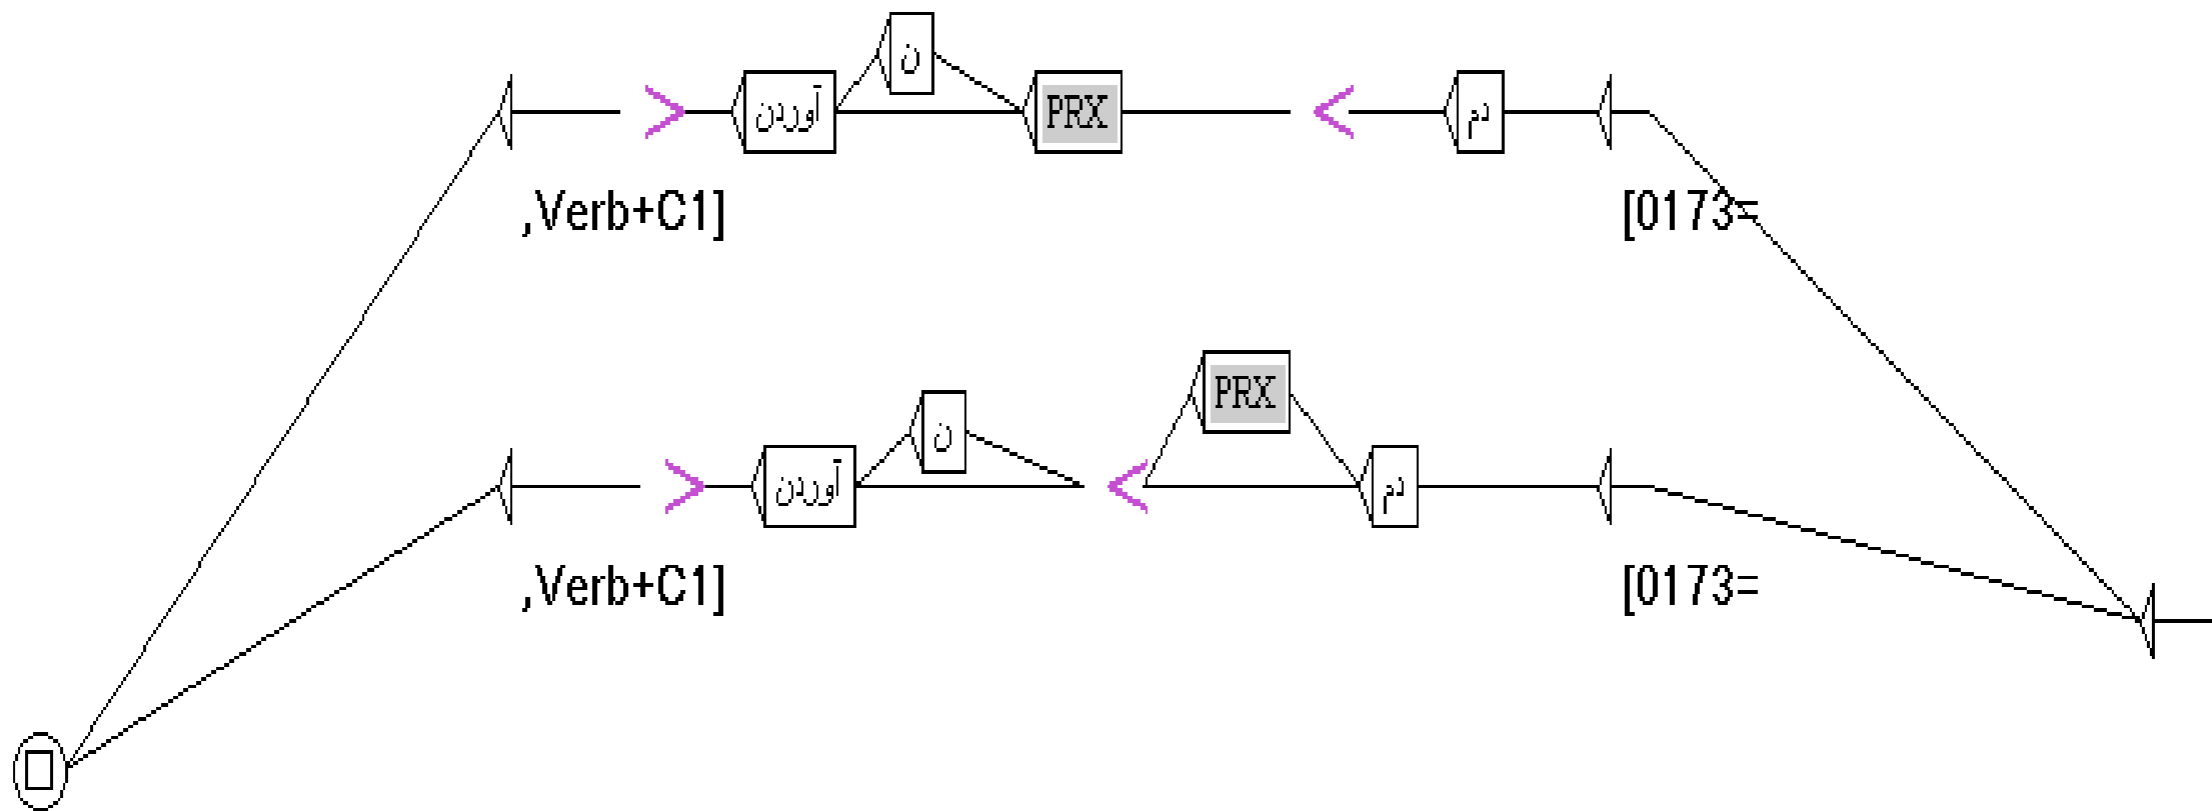 ن
دم PRX آوردن
[0173= ,Verb+C1]
PRX
ن
دم آوردن
[0173= ,Verb+C1]